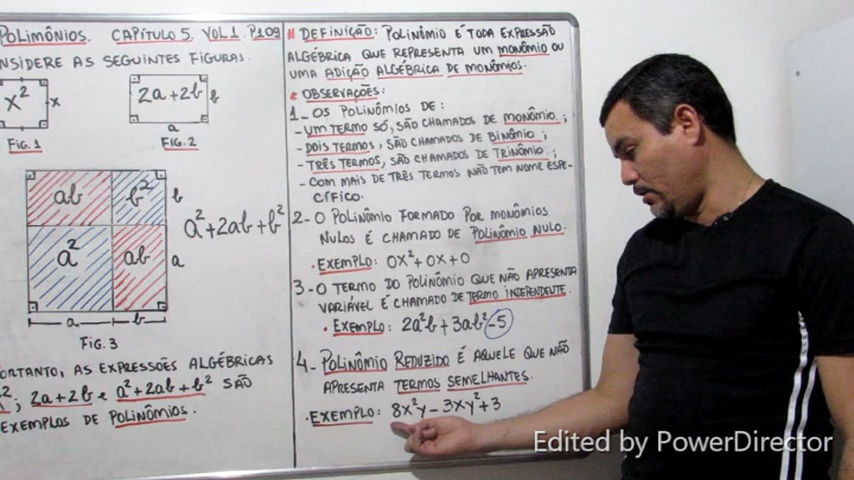 POLIMÔNIOS. CAPÍTULO 5. VOL 1. P.109
NSIDERE AS SEGUINTES FIGURAS.
x² x
FIG. 1
2a+2b b
a
FIG. 2
ab b² b
a² ab a
a b
FIG. 3
a²+2ab+b²
ORTANTO, AS EXPRESSÕES ALGÉBRICAS
x²; 2a+2b e a²+2ab+b² SÃO
EXEMPLOS DE POLINÔMIOS.
# DEFINIÇÃO: POLINÔMIO É TODA EXPRESSÃO
ALGÉBRICA QUE REPRESENTA UM MONÔMIO OU
UMA ADIÇÃO ALGÉBRICA DE MONÔMIOS.
OBSERVAÇÕES:
1- OS POLINÔMIOS DE:
- UM TERMO SÓ, SÃO CHAMADOS DE MONÔMIO;
- DOIS TERMOS, SÃO CHAMADOS DE BINÔMIO;
- TRÊS TERMOS, SÃO CHAMADOS DE TRINÔMIO;
- COM MAIS DE TRÊS TERMOS NÃO TEM NOME ESPE-
CÍFICO.
2- O POLINÔMIO FORMADO POR MONÔMIOS
NULOS É CHAMADO DE POLINÔMIO NULO.
• EXEMPLO: 0x²+0x+0
3- O TERMO DO POLINÔMIO QUE NÃO APRESENTA
VARIÁVEL É CHAMADO DE TERMO INDEPENDENTE.
• EXEMPLO: 2a²b+3ab²-5
4- POLINÔMIO REDUZIDO É AQUELE QUE NÃO
APRESENTA TERMOS SEMELHANTES.
• EXEMPLO: 8x²y-3xy²+3
Edited by PowerDirector